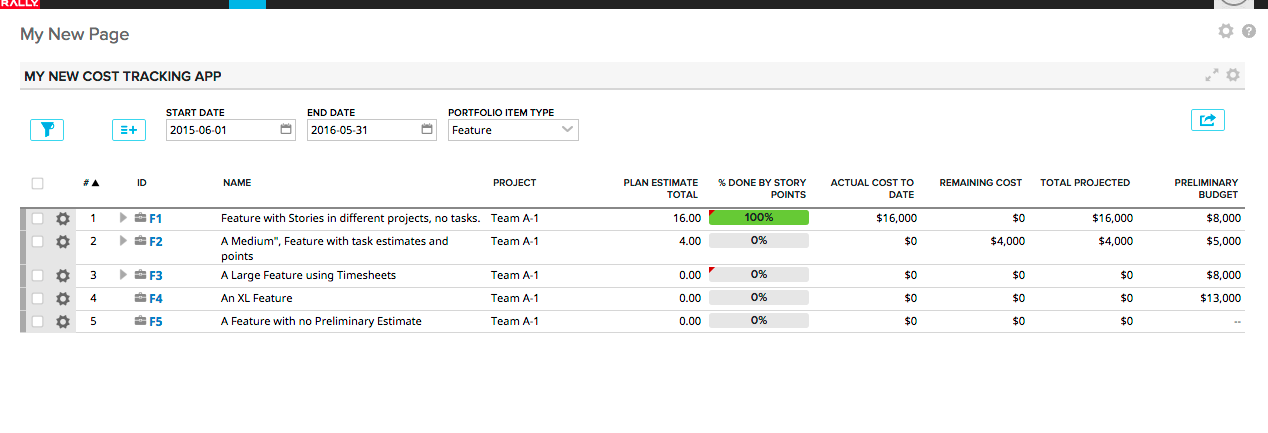 RALLY.
My New Page
MY NEW COST TRACKING APP
START DATE END DATE PORTFOLIO ITEM TYPE
2015-06-01 2016-05-31 Feature
# ▲ ID NAME PROJECT PLAN ESTIMATE TOTAL % DONE BY STORY POINTS ACTUAL COST TO DATE REMAINING COST TOTAL PROJECTED PRELIMINARY BUDGET
1 F1 Feature with Stories in different projects, no tasks. Team A-1 16.00 100% $16,000 $0 $16,000 $8,000
2 F2 A Medium", Feature with task estimates and points Team A-1 4.00 0% $0 $4,000 $4,000 $5,000
3 F3 A Large Feature using Timesheets Team A-1 0.00 0% $0 $0 $0 $8,000
4 F4 An XL Feature Team A-1 0.00 0% $0 $0 $0 $13,000
5 F5 A Feature with no Preliminary Estimate Team A-1 0.00 0% $0 $0 $0 --